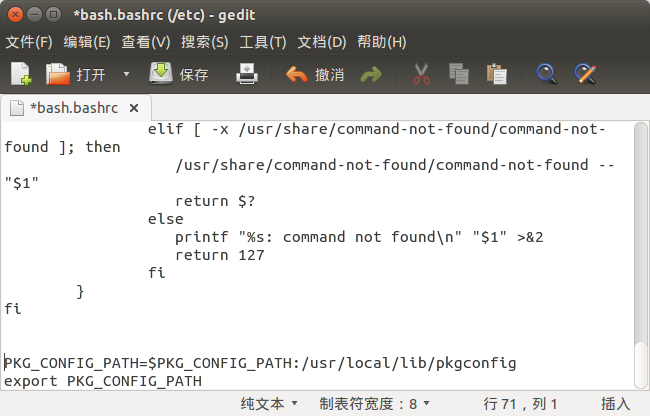 *bash.bashrc (/etc) - gedit
文件(F) 编辑(E) 查看(V) 搜索(S) 工具(T) 文档(D) 帮助(H)
打开 保存 撤消
*bash.bashrc ×
elif [ -x /usr/share/command-not-found/command-not-
found ]; then
/usr/share/command-not-found/command-not-found --
"$1"
return $?
else
printf "%s: command not found\n" "$1" >&2
return 127
fi
}
fi
PKG_CONFIG_PATH=$PKG_CONFIG_PATH:/usr/local/lib/pkgconfig
export PKG_CONFIG_PATH
纯文本 制表符宽度：8 行 71，列 1 插入